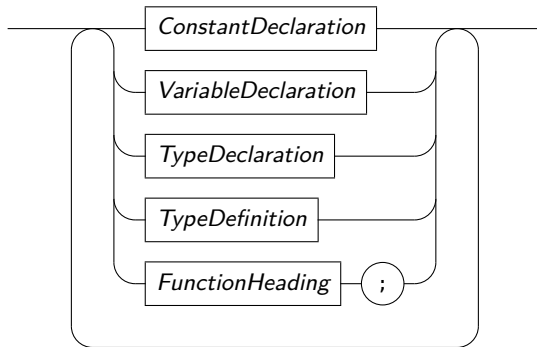 ConstantDeclaration
VariableDeclaration
TypeDeclaration
TypeDefinition
FunctionHeading ;